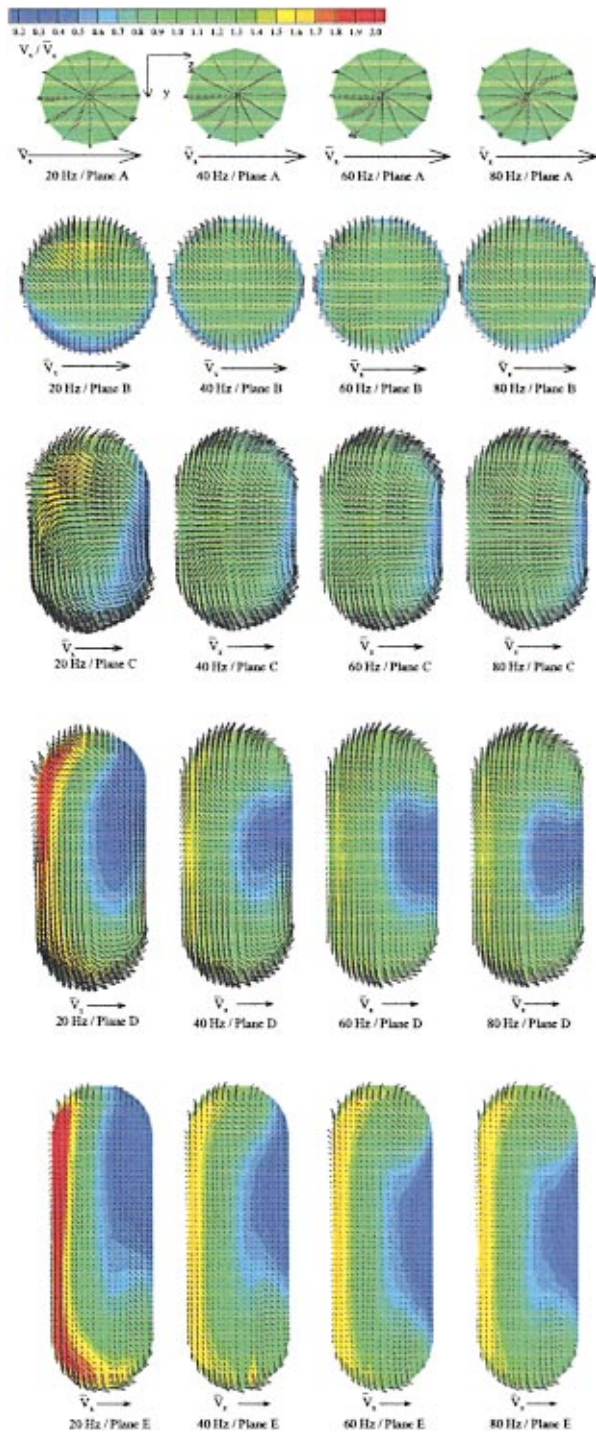 0.2 0.3 0.4 0.5 0.6 0.7 0.8 0.9 1.0 1.1 1.2 1.3 1.4 1.5 1.6 1.7 1.8 1.9 2.0
z
y
20 Hz / Plane A 40 Hz / Plane A 60 Hz / Plane A 80 Hz / Plane A
20 Hz / Plane B 40 Hz / Plane B 60 Hz / Plane B 80 Hz / Plane B
20 Hz / Plane C 40 Hz / Plane C 60 Hz / Plane C 80 Hz / Plane C
20 Hz / Plane D 40 Hz / Plane D 60 Hz / Plane D 80 Hz / Plane D
20 Hz / Plane E 40 Hz / Plane E 60 Hz / Plane E 80 Hz / Plane E